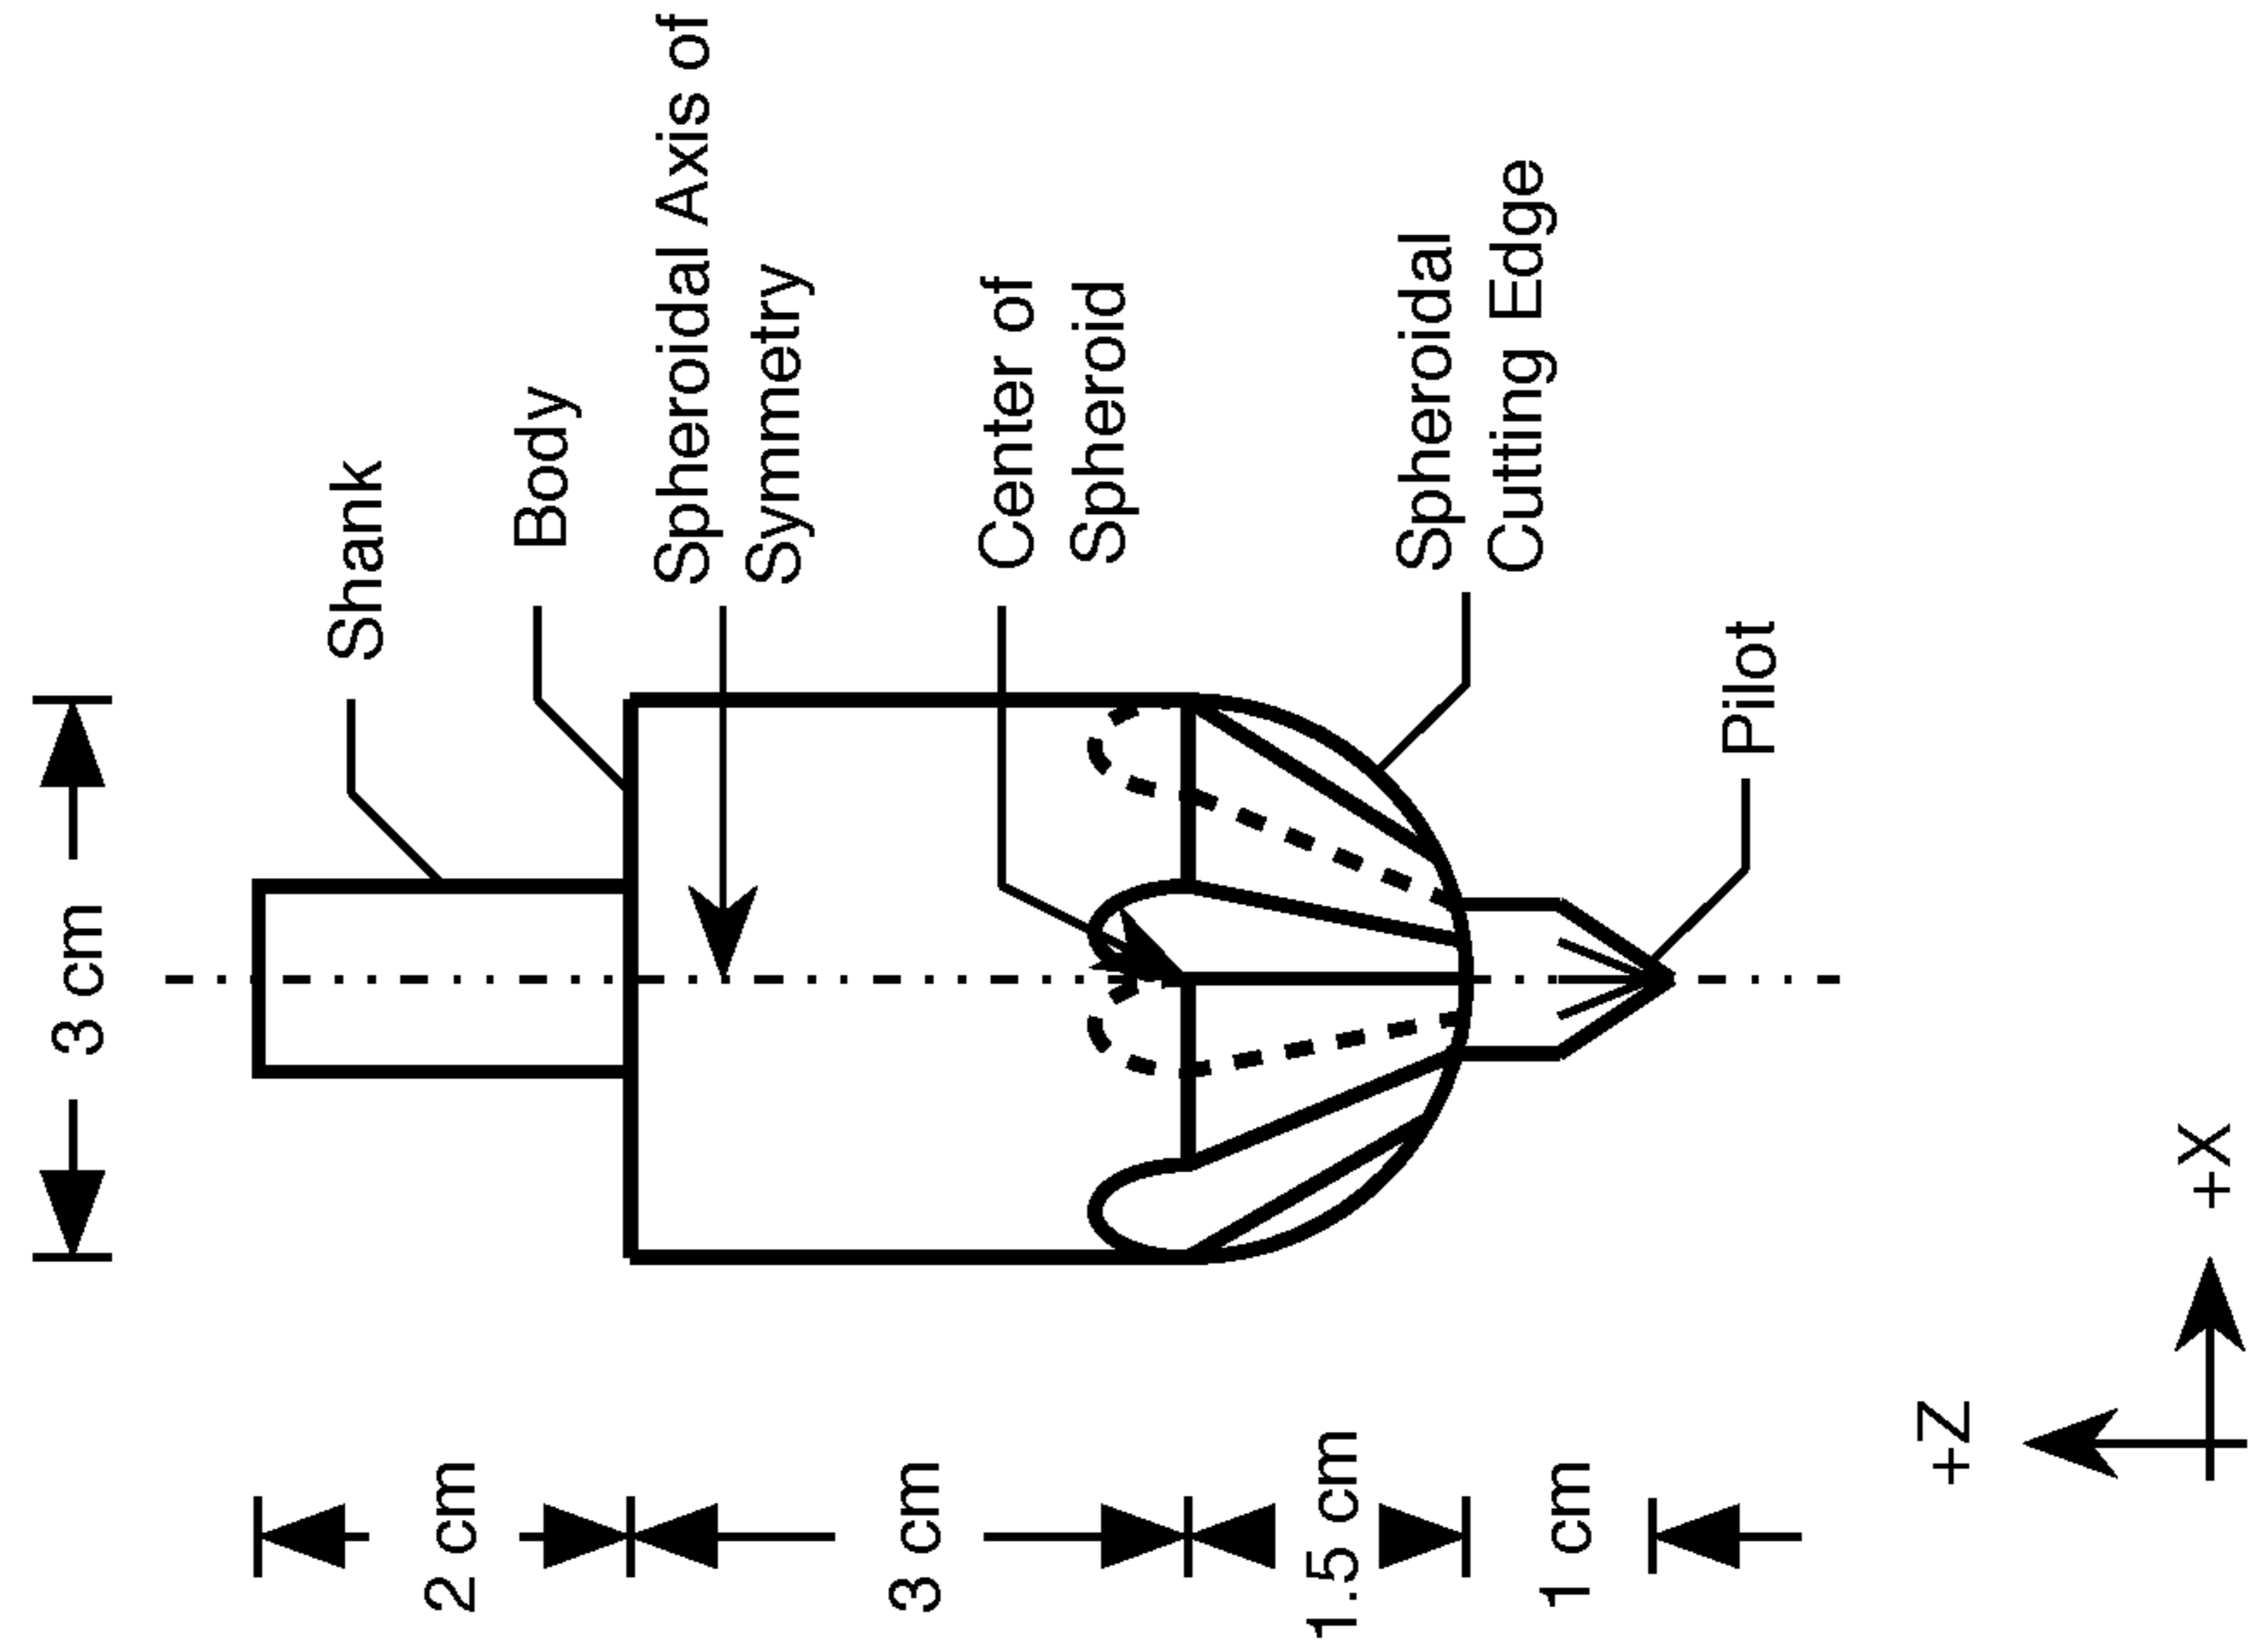 3 cm
Shank
Body
Spheroidal Axis of
Symmetry
Center of
Spheroid
Spheroidal
Cutting Edge
Pilot
2 cm
3 cm
1.5 cm
1 cm
+Z
+X